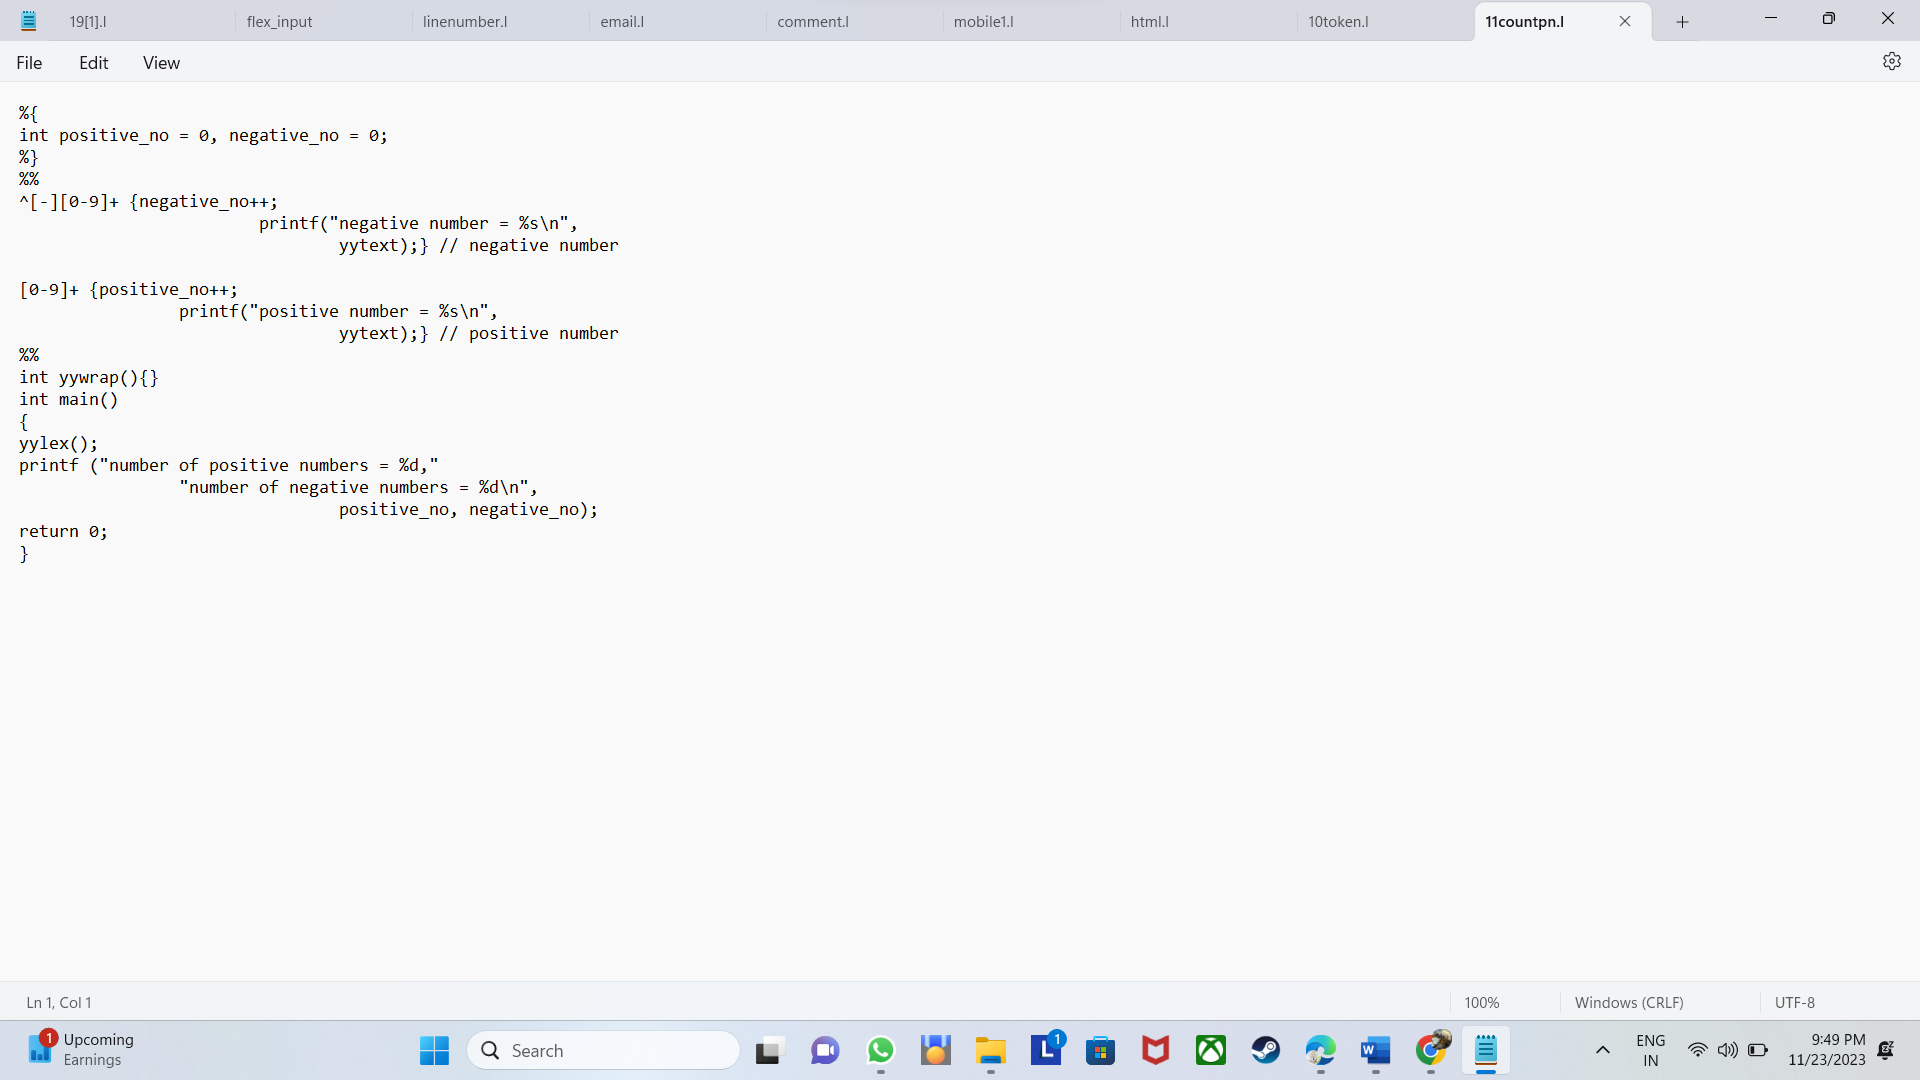 19[1].l flex_input linenumber.l email.l comment.l mobile1.l html.l 10token.l 11countpn.l
File Edit View
%{
int positive_no = 0, negative_no = 0;
%}
%%
^[-][0-9]+ {negative_no++;
printf("negative number = %s\n",
yytext);} // negative number
[0-9]+ {positive_no++;
printf("positive number = %s\n",
yytext);} // positive number
%%
int yywrap(){}
int main()
{
yylex();
printf ("number of positive numbers = %d,"
"number of negative numbers = %d\n",
positive_no, negative_no);
return 0;
}
Ln 1, Col 1 100% Windows (CRLF) UTF-8
1 Upcoming Search L 1 W ENG 9:49 PM
Earnings IN 11/23/2023